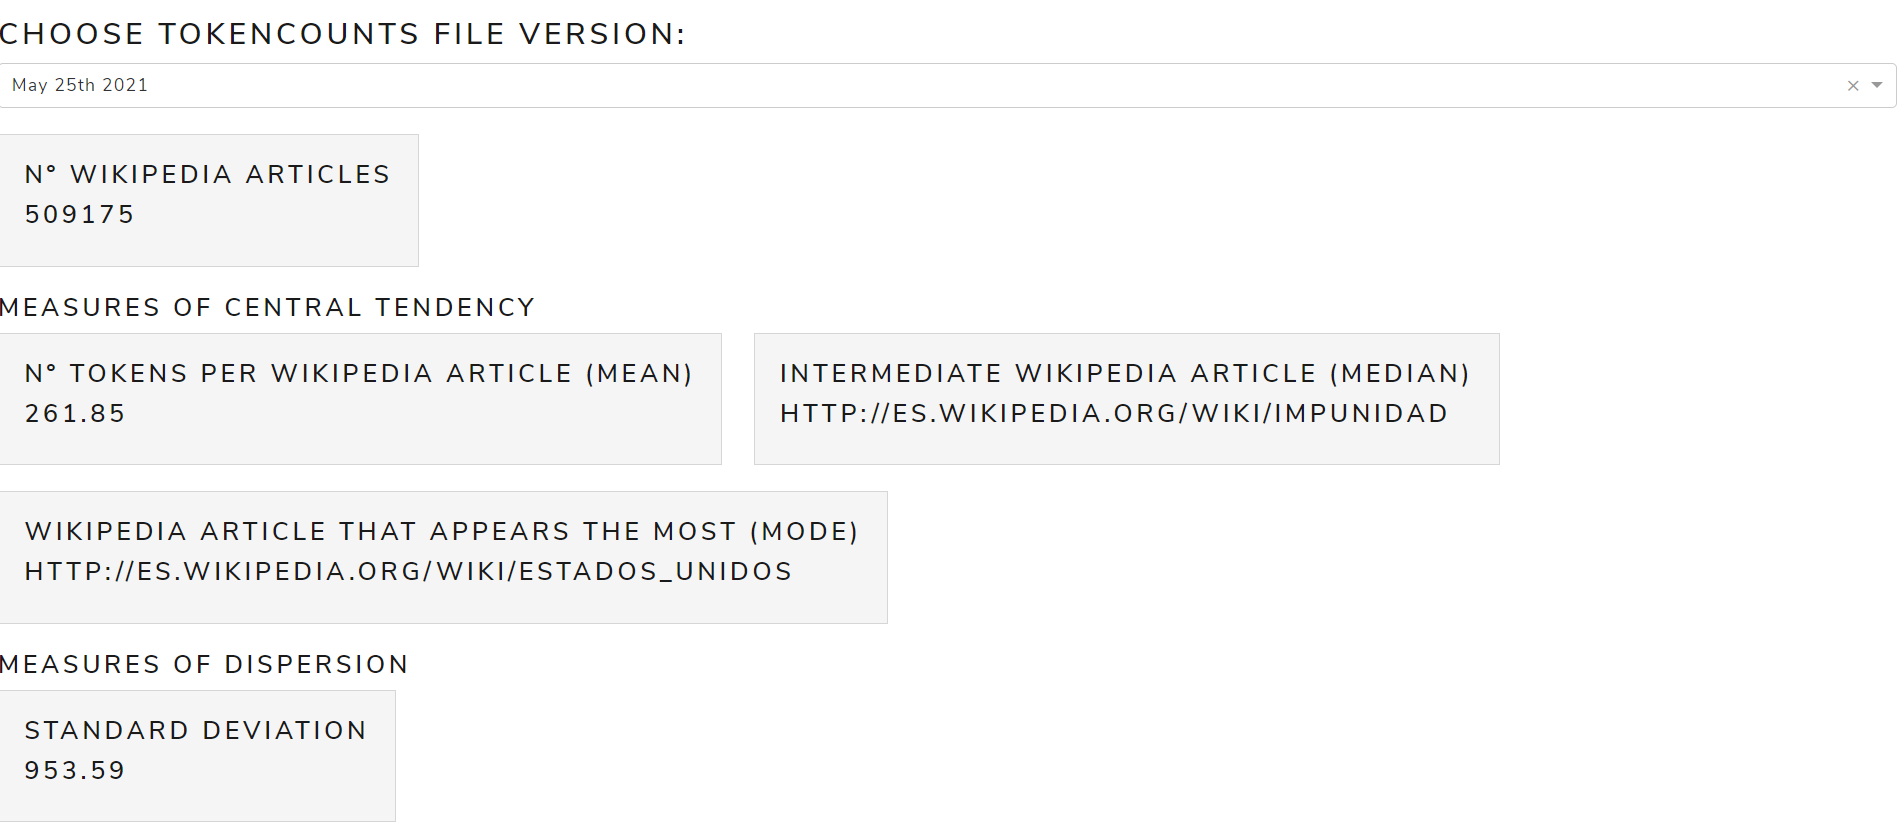 CHOOSE TOKENCOUNTS FILE VERSION:
May 25th 2021
N° WIKIPEDIA ARTICLES
509175
MEASURES OF CENTRAL TENDENCY
N° TOKENS PER WIKIPEDIA ARTICLE (MEAN)
261.85
INTERMEDIATE WIKIPEDIA ARTICLE (MEDIAN)
HTTP://ES.WIKIPEDIA.ORG/WIKI/IMPUNIDAD
WIKIPEDIA ARTICLE THAT APPEARS THE MOST (MODE)
HTTP://ES.WIKIPEDIA.ORG/WIKI/ESTADOS_UNIDOS
MEASURES OF DISPERSION
STANDARD DEVIATION
953.59